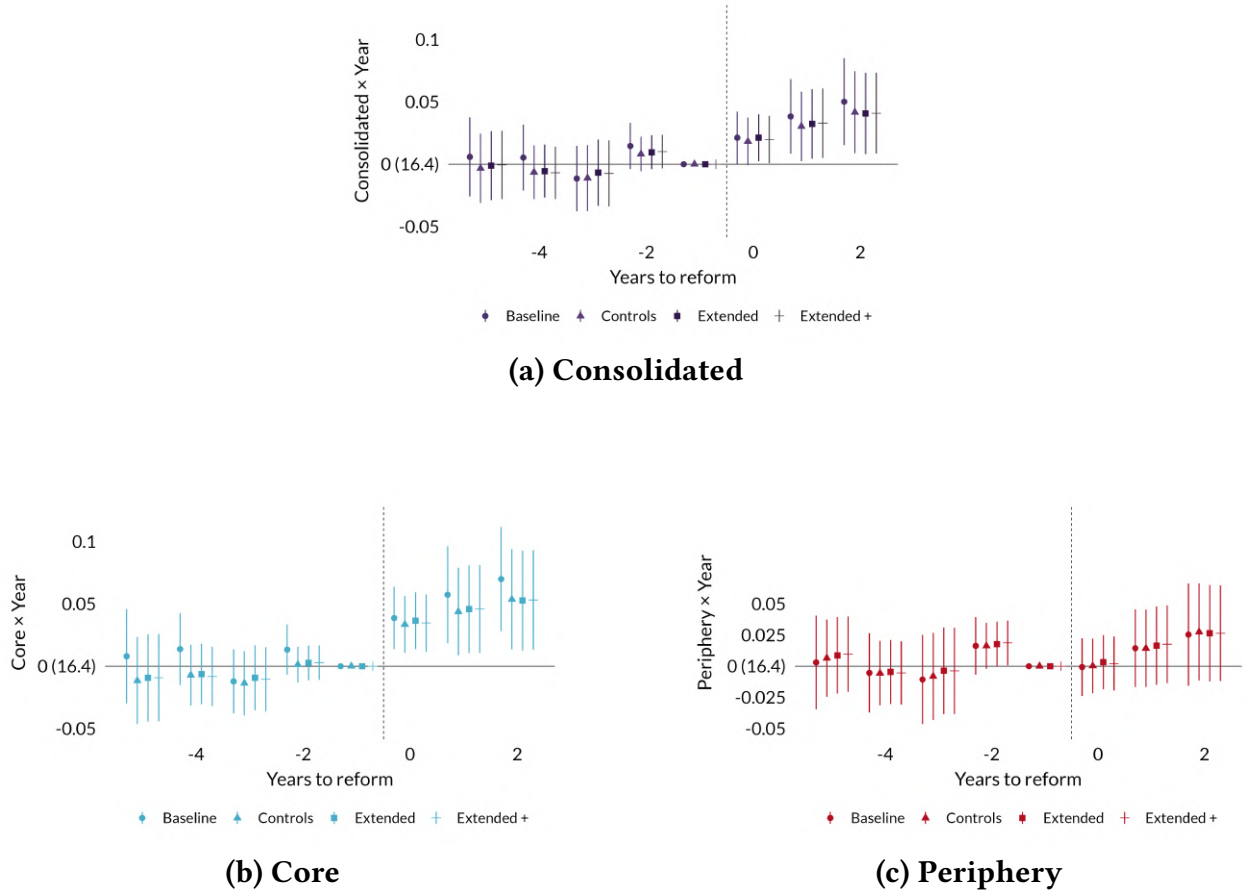 0.1
0.05
0 (16.4)
-0.05
Consolidated × Year
-4 -2 0 2
Years to reform
Baseline Controls Extended Extended +
(a) Consolidated
0.1
0.05
0 (16.4)
-0.05
Core × Year
-4 -2 0 2
Years to reform
Baseline Controls Extended Extended +
(b) Core
0.05
0.025
0 (16.4)
-0.025
-0.05
Periphery × Year
-4 -2 0 2
Years to reform
Baseline Controls Extended Extended +
(c) Periphery